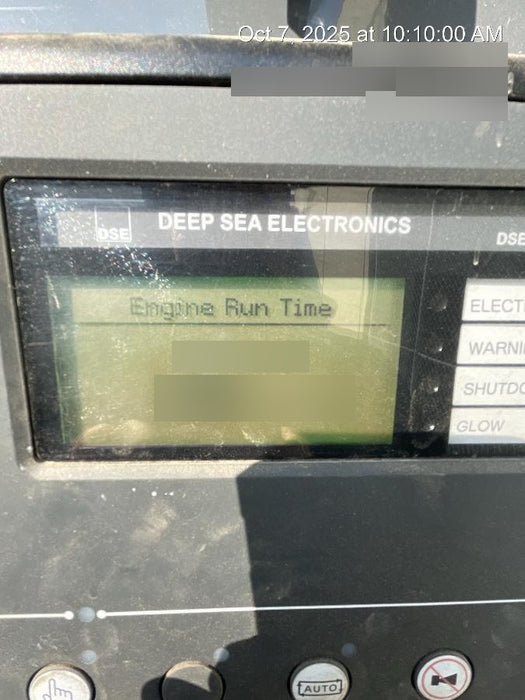 Oct 7, 2025 at 10:10:00 AM
DSE
DEEP SEA ELECTRONICS
DSE
Engine Run Time
ELECT
WARNI
SHUTDO
GLOW
AUTO